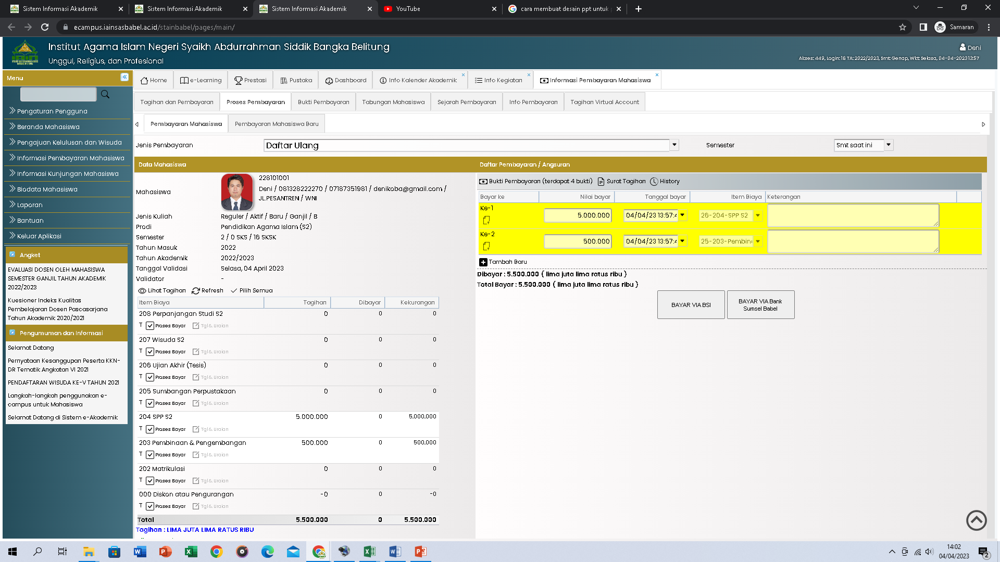 Sistem Informasi Akademik
Sistem Informasi Akademik
Sistem Informasi Akademik
YouTube
cara membuat desain ppt untuk
ecampus.iainsasbabel.ac.id/stainbabel/pages/main/
Samaran
Institut Agama Islam Negeri Syaikh Abdurrahman Siddik Bangka Belitung
Unggul, Religius, dan Profesional
Deni
Akses: 449, Login: 16 TA: 2022/2023, Smt: Genap, Wkt: Selasa, 04-04-2023 13:57
Menu
Home
e-Learning
Prestasi
Pustaka
Dashboard
Info Kalender Akademik
Info Kegiatan
Informasi Pembayaran Mahasiswa
Tagihan dan Pembayaran
Proses Pembayaran
Bukti Pembayaran
Tabungan Mahasiswa
Sejarah Pembayaran
Info Pembayaran
Tagihan Virtual Account
Pembayaran Mahasiswa
Pembayaran Mahasiswa Baru
Pengaturan Pengguna
Beranda Mahasiswa
Pengajuan Kelulusan dan Wisuda
Informasi Pembayaran Mahasiswa
Informasi Kunjungan Mahasiswa
Biodata Mahasiswa
Laporan
Bantuan
Keluar Aplikasi
Angket
EVALUASI DOSEN OLEH MAHASISWA
SEMESTER GANJIL TAHUN AKADEMIK
2022/2023
Kuesioner Indeks Kualitas
Pembelajaran Dosen Pascasarjana
Tahun Akademik 2020/2021
Pengumuman dan Informasi
Selamat Datang
Pernyataan Kesanggupan Peserta KKN-
DR Tematik Angkatan VI 2021
PENDAFTARAN WISUDA KE-V TAHUN 2021
Langkah-langkah penggunakan e-
campus untuk Mahasiswa
Selamat Datang di Sistem e-Akademik
Jenis Pembayaran
Daftar Ulang
Semester
Smt saat ini
Data Mahasiswa
Mahasiswa
228101001
Deni / 081328222270 / 07187351981 / denikoba@gmail.com /
JL.PESANTREN / WNI
Jenis Kuliah Reguler / Aktif / Baru / Ganjil / B
Prodi Pendidikan Agama Islam (S2)
Semester 2 / 0 SKS / 16 SKSK
Tahun Masuk 2022
Tahun Akademik 2022/2023
Tanggal Validasi Selasa, 04 April 2023
Validator -
Lihat Tagihan Refresh Pilih Semua
Item Biaya Tagihan Dibayar Kekurangan
208 Perpanjangan Studi S2 0 0 0
T Proses Bayar Tgl & Uraian
207 Wisuda S2 0 0 0
T Proses Bayar Tgl & Uraian
206 Ujian Akhir (Tesis) 0 0 0
T Proses Bayar Tgl & Uraian
205 Sumbangan Perpustakaan 0 0 0
T Proses Bayar Tgl & Uraian
204 SPP S2 5.000.000 0 5.000.000
T Proses Bayar Tgl & Uraian
203 Pembinaan & Pengembangan 500.000 0 500.000
T Proses Bayar Tgl & Uraian
202 Matrikulasi 0 0 0
T Proses Bayar Tgl & Uraian
000 Diskon atau Pengurangan -0 0 -0
T Proses Bayar Tgl & Uraian
Total 5.500.000 0 5.500.000
Tagihan : LIMA JUTA LIMA RATUS RIBU
Daftar Pembayaran / Angsuran
Bukti Pembayaran (terdapat 4 bukti) Surat Tagihan History
Bayar ke Nilai bayar Tanggal bayar Item Biaya Keterangan
Ke-1 5.000.000 04/04/23 13:57: 26-204-SPP S2
Ke-2 500.000 04/04/23 13:57: 25-203-Pembin
Tambah Baru
Dibayar : 5.500.000 ( lima juta lima ratus ribu )
Total Bayar : 5.500.000 ( lima juta lima ratus ribu )
BAYAR VIA BSI
BAYAR VIA Bank
Sumsel Babel
14:02
04/04/2023
2